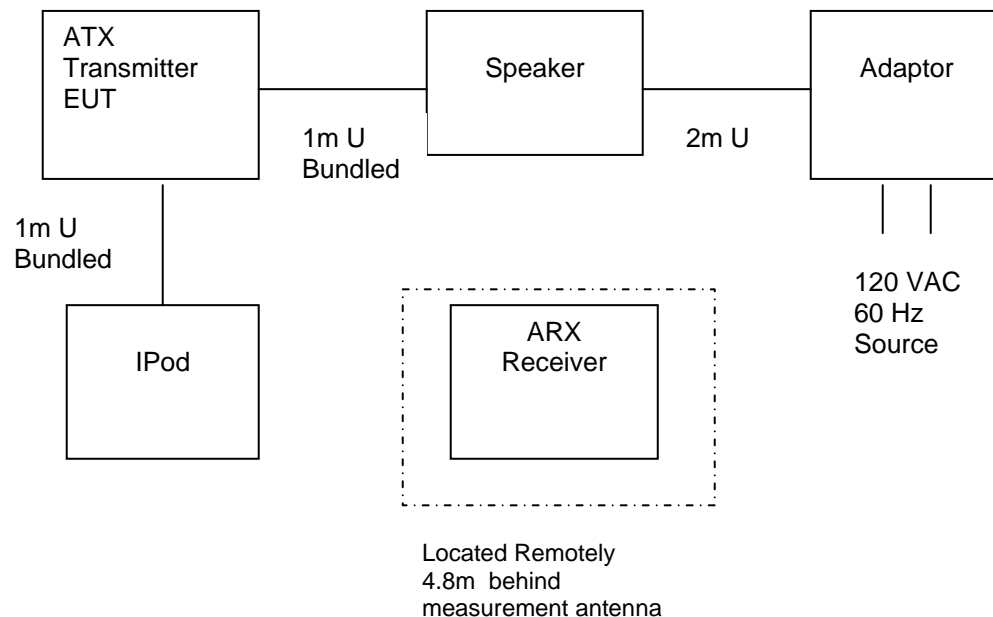 ATX
Transmitter
EUT
Speaker
Adaptor
1m U
Bundled
2m U
1m U
Bundled
120 VAC
60 Hz
Source
IPod
ARX
Receiver
Located Remotely
4.8m behind
measurement antenna